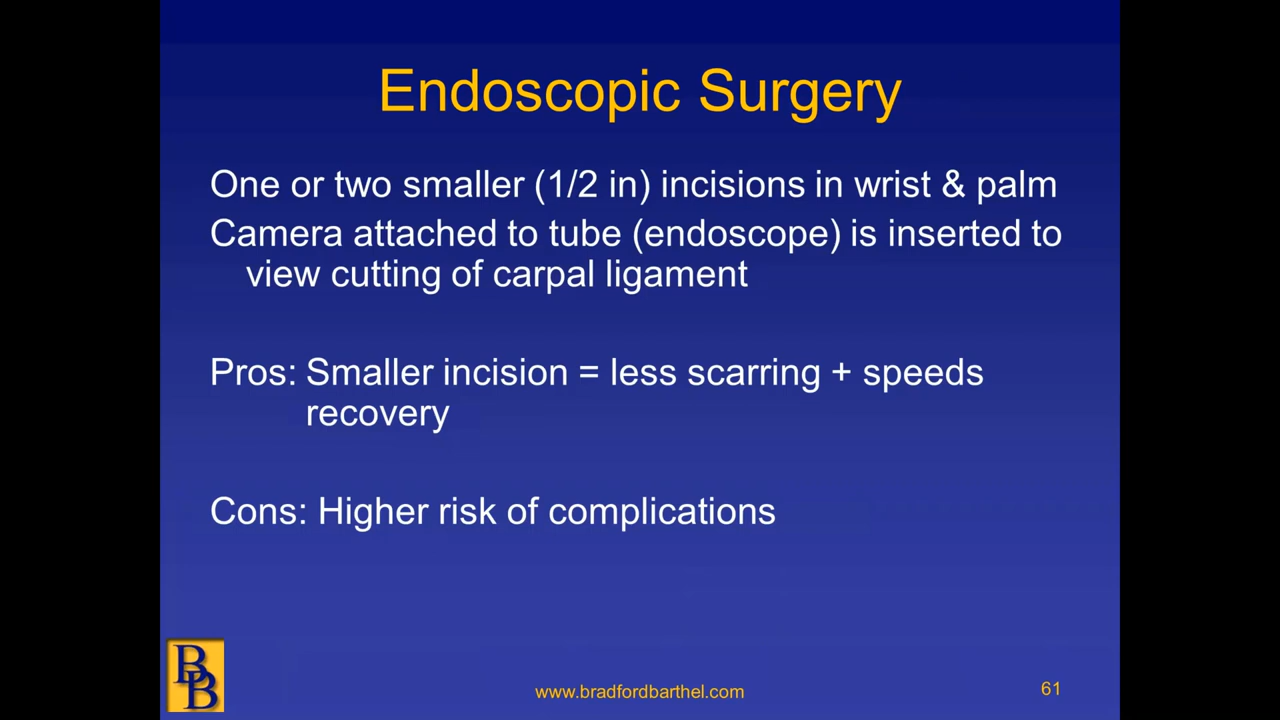 Endoscopic Surgery
One or two smaller (1/2 in) incisions in wrist & palm
Camera attached to tube (endoscope) is inserted to
view cutting of carpal ligament
Pros: Smaller incision = less scarring + speeds
recovery
Cons: Higher risk of complications
BB
www.bradfordbarthel.com
61